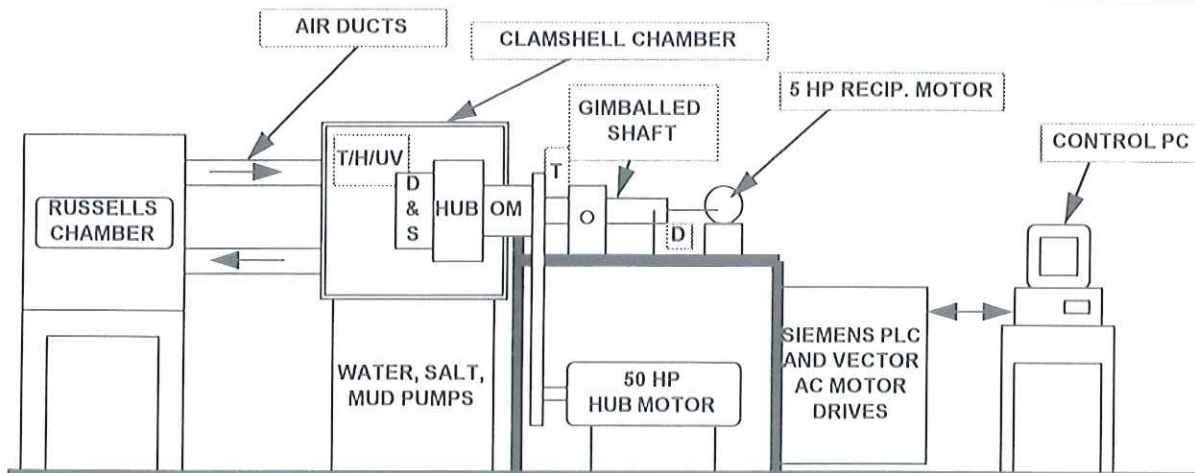 AIR DUCTS
CLAMSHELL CHAMBER
5 HP RECIP. MOTOR
GIMBALLED
SHAFT
CONTROL PC
T/H/UV
T
D
&
S
HUB
OM
O
D
RUSSELLS
CHAMBER
WATER, SALT,
MUD PUMPS
50 HP
HUB MOTOR
SIEMENS PLC
AND VECTOR
AC MOTOR
DRIVES